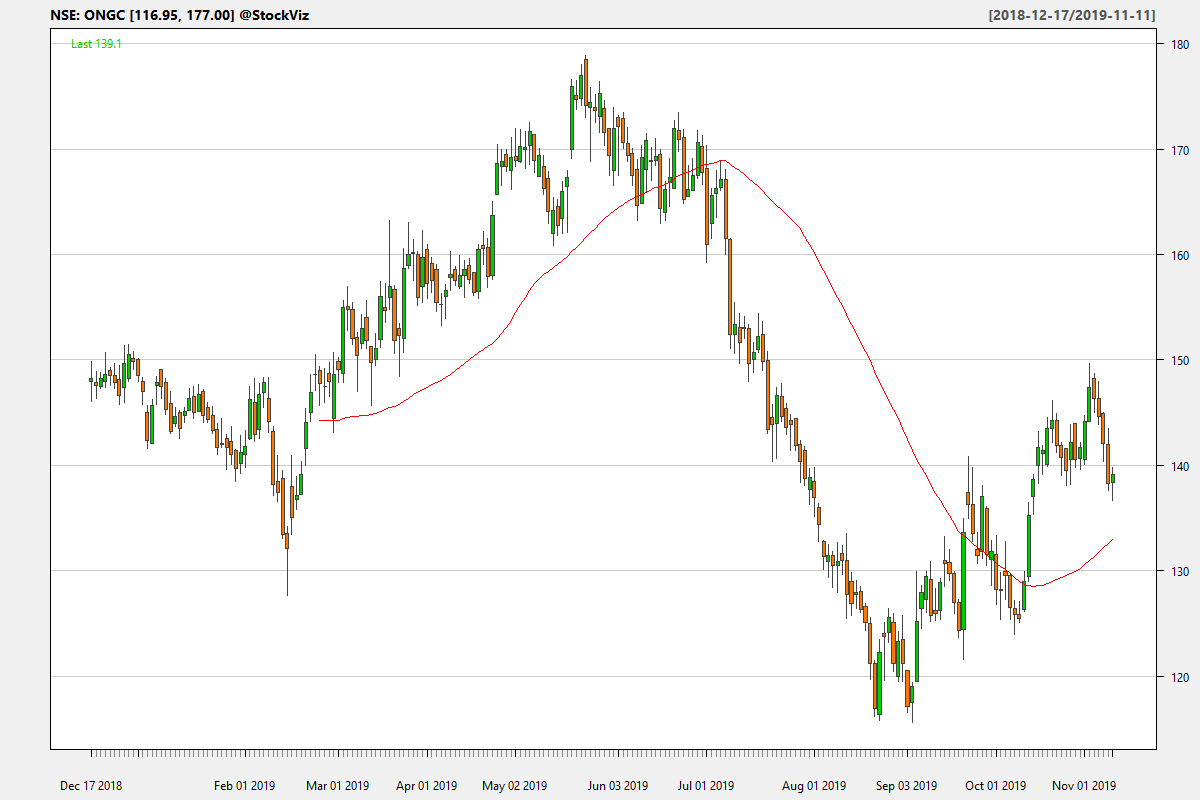 NSE: ONGC [116.95, 177.00] @StockViz [2018-12-17/2019-11-11]
Last 139.1
180
170
160
150
140
130
120
Dec 17 2018 Feb 01 2019 Mar 01 2019 Apr 01 2019 May 02 2019 Jun 03 2019 Jul 01 2019 Aug 01 2019 Sep 03 2019 Oct 01 2019 Nov 01 2019